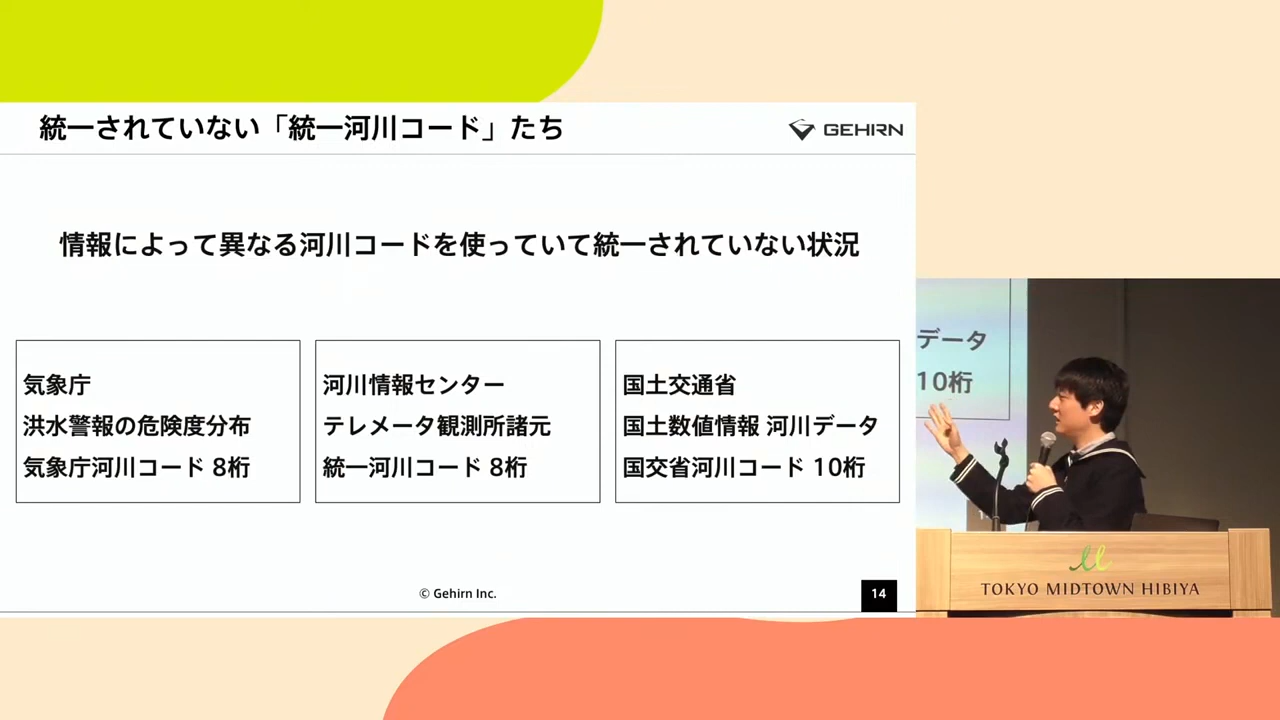 統一されていない「統一河川コード」たち
GEHIRN
情報によって異なる河川コードを使っていて統一されていない状況
気象庁
洪水警報の危険度分布
気象庁河川コード 8桁
河川情報センター
テレメータ観測所諸元
統一河川コード 8桁
国土交通省
国土数値情報 河川データ
国交省河川コード 10桁
© Gehirn Inc.
14
データ
10桁
TOKYO MIDTOWN HIBIYA